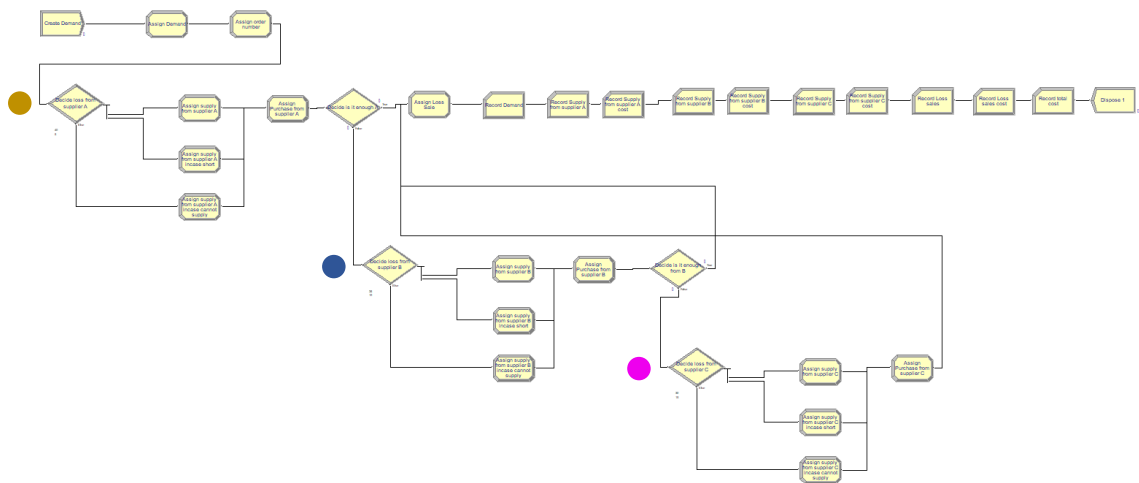 Create Demand
Assign Demand
Assign order
number
Decide loss from
supplier A
Assign supply
from supplier A
Assign supply
from supplier A
incase short
Assign supply
from supplier A
incase cannot
supply
Assign
Purchase from
supplier A
Decide is it enough A
True
False
Assign Loss
Sale
Record Demand
Record Supply
from supplier A
Record Supply
from supplier A
cost
Record Supply
from supplier B
Record Supply
from supplier B
cost
Record Supply
from supplier C
Record Supply
from supplier C
cost
Record Loss
sales
Record Loss
sales cost
Record total
cost
Dispose 1
Decide loss from
supplier B
Assign supply
from supplier B
Assign supply
from supplier B
incase short
Assign supply
from supplier B
incase cannot
supply
Assign
Purchase from
supplier B
Decide is it enough
from B
True
False
Decide loss from
supplier C
Assign supply
from supplier C
Assign supply
from supplier C
incase short
Assign supply
from supplier C
incase cannot
supply
Assign
Purchase from
supplier C